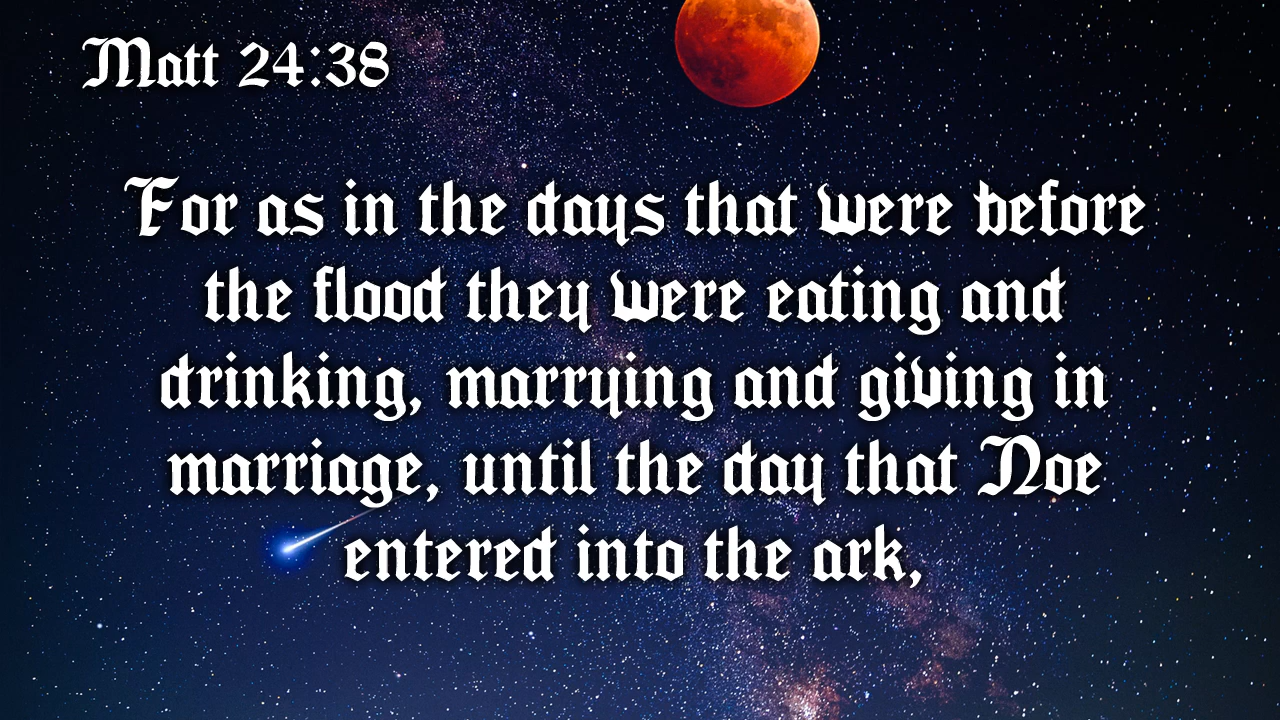 Matt 24:38
For as in the days that were before
the flood they were eating and
drinking, marrying and giving in
marriage, until the day that Noe
entered into the ark,